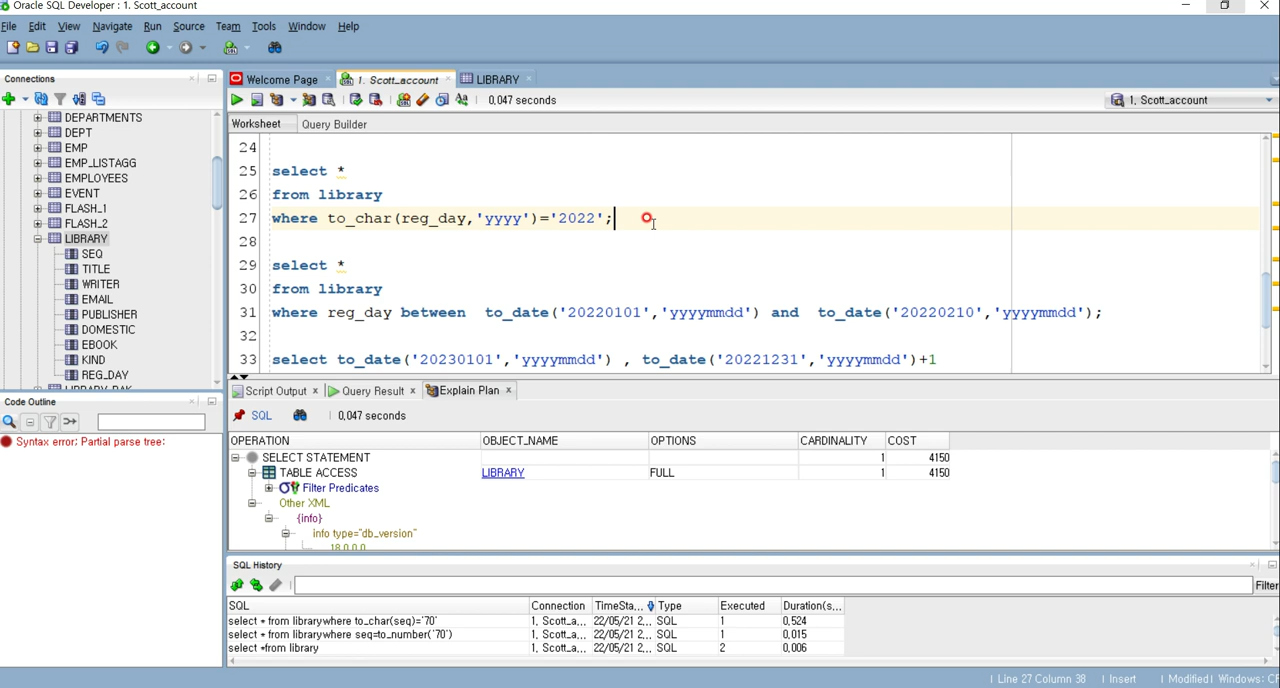 Oracle SQL Developer : 1. Scott_account
File Edit View Navigate Run Source Team Tools Window Help
Connections
Welcome Page 1. Scott_account LIBRARY
0,047 seconds 1. Scott_account
Worksheet Query Builder
DEPARTMENTS
DEPT
EMP
EMP_LISTAGG
EMPLOYEES
EVENT
FLASH_1
FLASH_2
LIBRARY
SEQ
TITLE
WRITER
EMAIL
PUBLISHER
DOMESTIC
EBOOK
KIND
REG_DAY
24
25 select *
26 from library
27 where to_char(reg_day,'yyyy')='2022';
28
29 select *
30 from library
31 where reg_day between to_date('20220101','yyyymmdd') and to_date('20220210','yyyymmdd');
32
33 select to_date('20230101','yyyymmdd') , to_date('20221231','yyyymmdd')+1
Code Outline
Syntax error; Partial parse tree:
Script Output Query Result Explain Plan
SQL 0,047 seconds
OPERATION OBJECT_NAME OPTIONS CARDINALITY COST
SELECT STATEMENT 1 4150
TABLE ACCESS LIBRARY FULL 1 4150
Filter Predicates
Other XML
{info}
info type="db_version"
18.0.0.0
SQL History
Filter
SQL Connection TimeSta... Type Executed Duration(s...
select * from librarywhere to_char(seq)='70' 1. Scott_a... 22/05/21 2... SQL 1 0,524
select * from librarywhere seq=to_number('70') 1. Scott_a... 22/05/21 2... SQL 1 0,015
select *from library 1. Scott_a... 22/05/21 2... SQL 2 0,006
Line 27 Column 38 Insert Modified Windows: CF